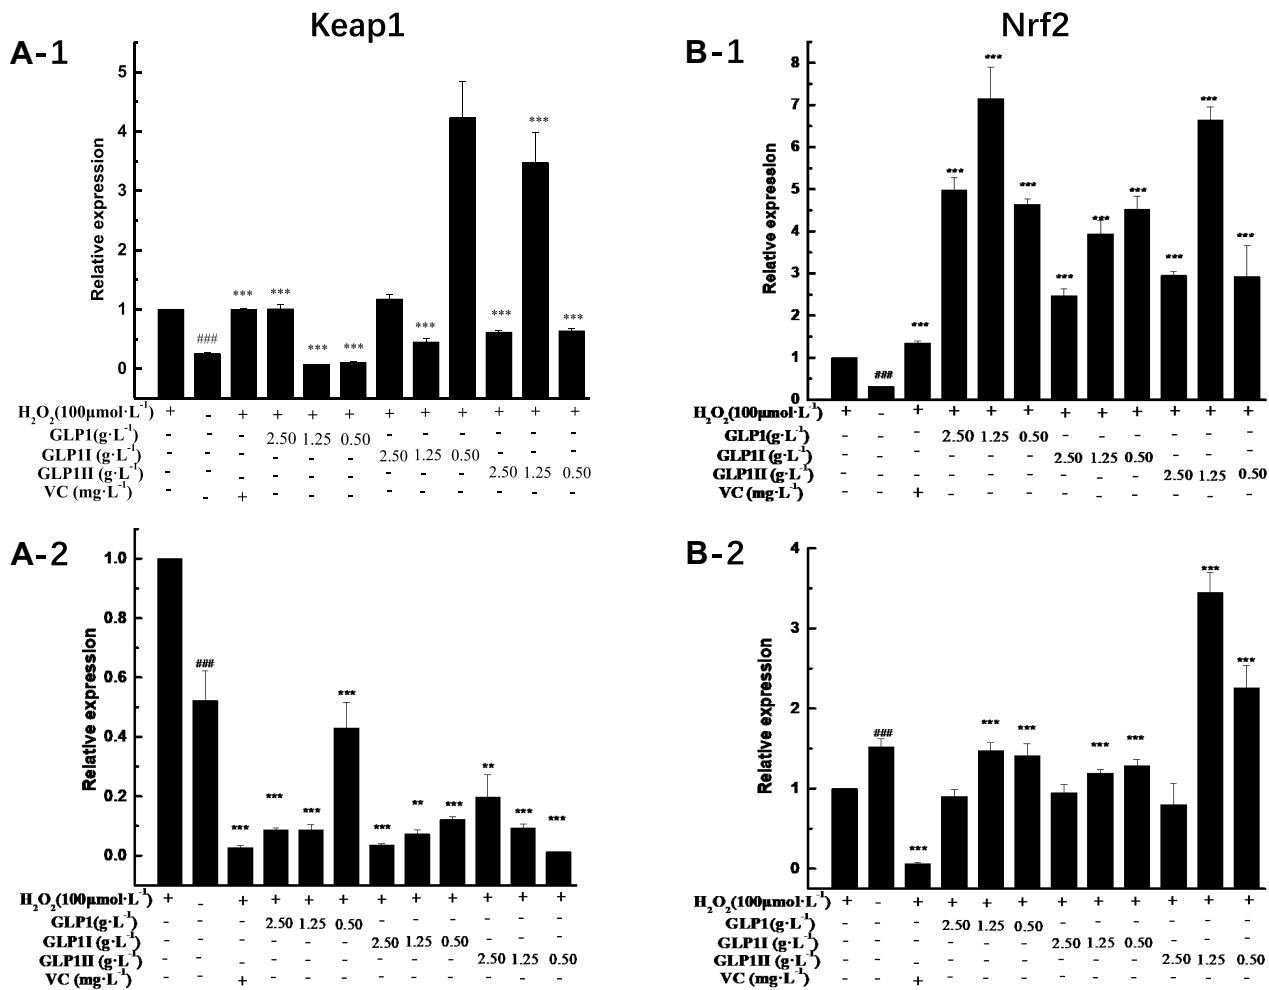 Keap1
Nrf2
A-1
Relative expression
5
4
3
2
1
0
###
***
***
***
***
***
***
***
***
H₂O₂(100μmol·L⁻¹) + - + + + + + + + + + +
GLP1(g·L⁻¹) - - - 2.50 1.25 0.50 - - - - - -
GLP1I (g·L⁻¹) - - - - - - 2.50 1.25 0.50 - - -
GLP1II (g·L⁻¹) - - - - - - - - - 2.50 1.25 0.50
VC (mg·L⁻¹) - - + - - - - - - - - -
B-1
Relative expression
8
7
6
5
4
3
2
1
0
###
***
***
***
***
***
***
***
***
***
***
H₂O₂(100μmol·L⁻¹) + - + + + + + + + + + +
GLP1(g·L⁻¹) - - - 2.50 1.25 0.50 - - - - - -
GLP1I (g·L⁻¹) - - - - - - 2.50 1.25 0.50 - - -
GLP1II (g·L⁻¹) - - - - - - - - - 2.50 1.25 0.50
VC (mg·L⁻¹) - - + - - - - - - - - -
A-2
Relative expression
1.0
0.8
0.6
0.4
0.2
0.0
###
***
***
***
***
***
**
***
**
***
***
H₂O₂(100μmol·L⁻¹) + - + + + + + + + + + +
GLP1(g·L⁻¹) - - - 2.50 1.25 0.50 - - - - - -
GLP1I (g·L⁻¹) - - - - - - 2.50 1.25 0.50 - - -
GLP1II (g·L⁻¹) - - - - - - - - - 2.50 1.25 0.50
VC (mg·L⁻¹) - - + - - - - - - - - -
B-2
Relative expression
4
3
2
1
0
###
***
***
***
***
***
***
***
H₂O₂(100μmol·L⁻¹) + - + + + + + + + + + +
GLP1(g·L⁻¹) - - - 2.50 1.25 0.50 - - - - - -
GLP1I (g·L⁻¹) - - - - - - 2.50 1.25 0.50 - - -
GLP1II (g·L⁻¹) - - - - - - - - - 2.50 1.25 0.50
VC (mg·L⁻¹) - - + - - - - - - - - -